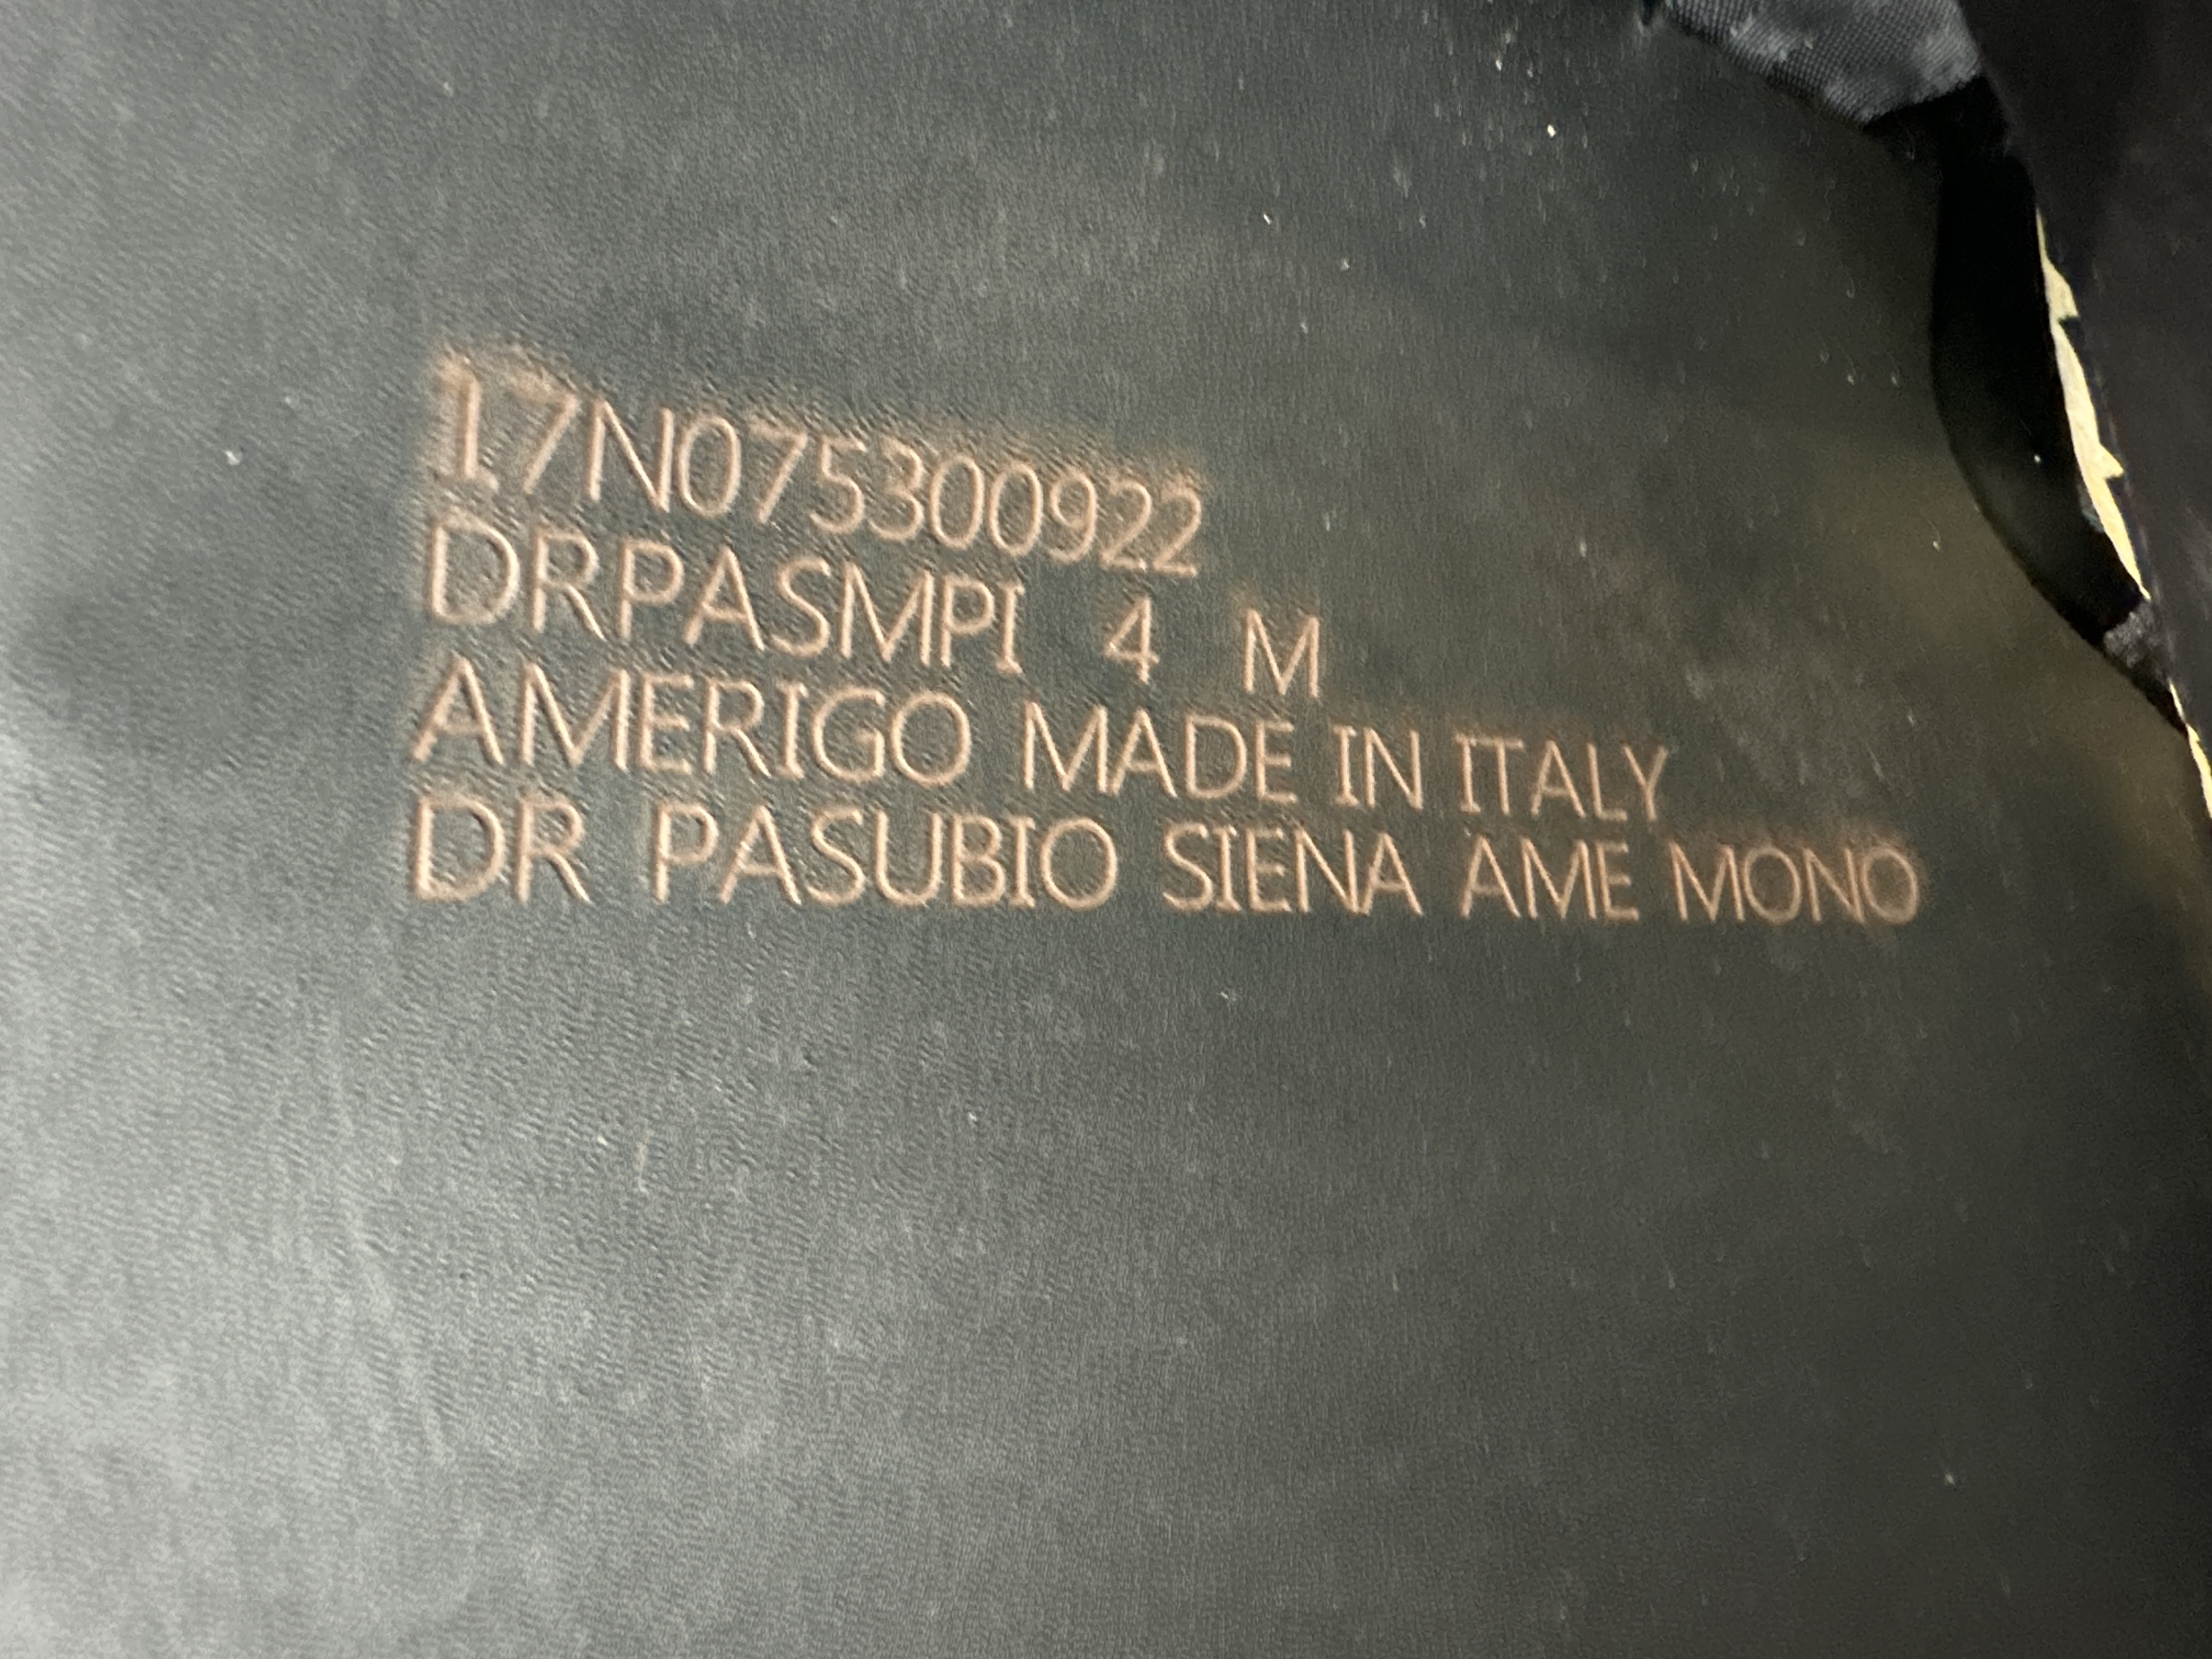 17N075300922
DRPASMPI 4 M
AMERIGO MADE IN ITALY
DR PASUBIO SIENA AME MONO